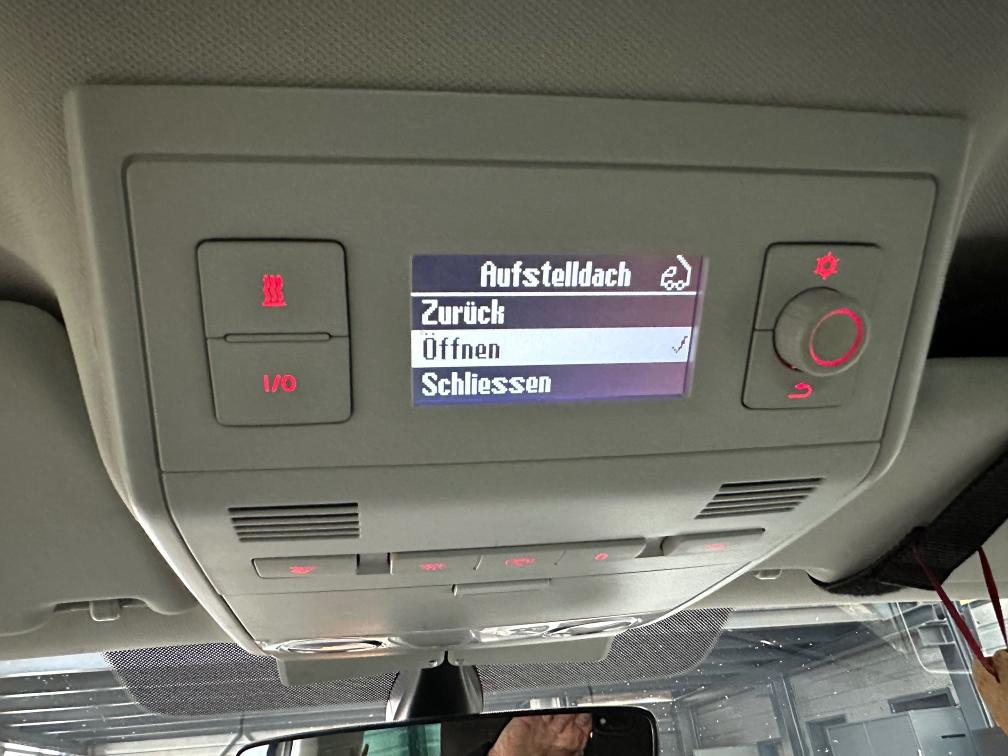 Aufstelldach
Zurück
Öffnen
Schliessen
I/O